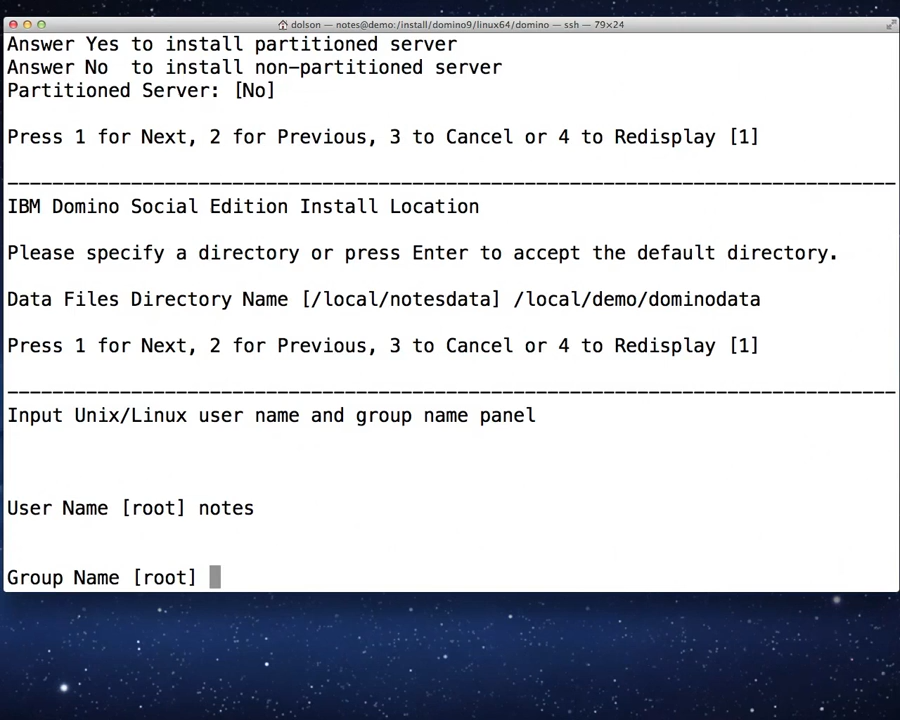 dolson — notes@demo:/install/domino9/linux64/domino — ssh — 79×24
Answer Yes to install partitioned server
Answer No  to install non-partitioned server
Partitioned Server: [No]
Press 1 for Next, 2 for Previous, 3 to Cancel or 4 to Redisplay [1]
IBM Domino Social Edition Install Location
Please specify a directory or press Enter to accept the default directory.
Data Files Directory Name [/local/notesdata] /local/demo/dominodata
Press 1 for Next, 2 for Previous, 3 to Cancel or 4 to Redisplay [1]
Input Unix/Linux user name and group name panel
User Name [root] notes
Group Name [root]